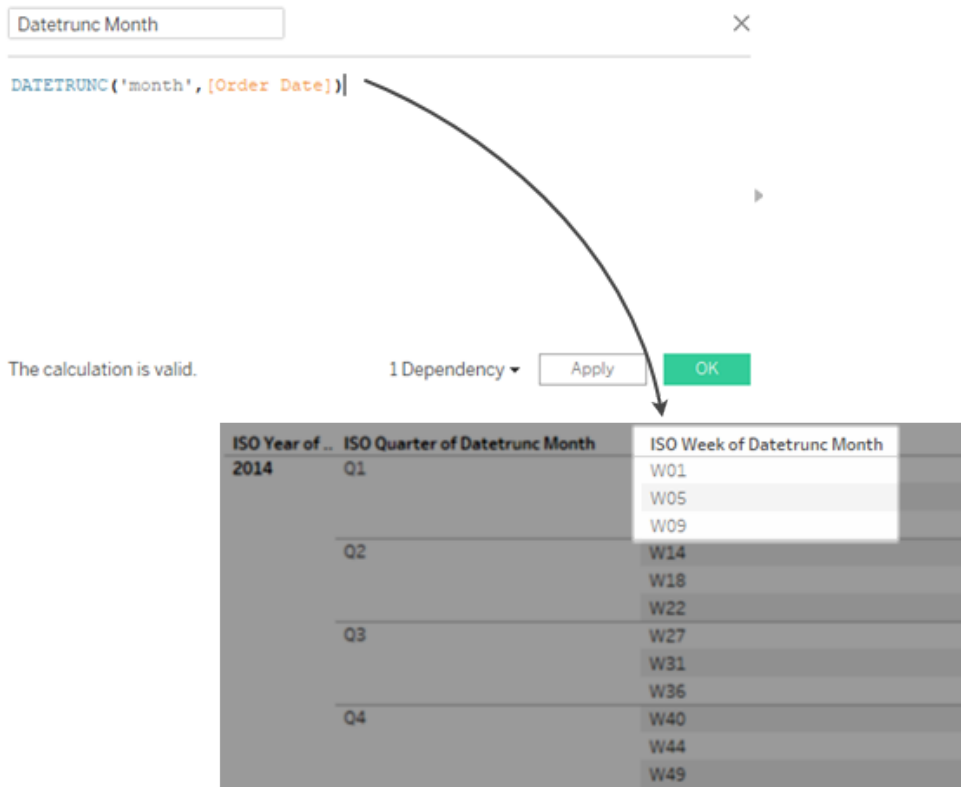 Datetrunc Month
DATETRUNC('month',[Order Date])
The calculation is valid.
1 Dependency
Apply
OK
ISO Year of .. ISO Quarter of Datetrunc Month ISO Week of Datetrunc Month
2014 Q1 W01
W05
W09
Q2 W14
W18
W22
Q3 W27
W31
W36
Q4 W40
W44
W49